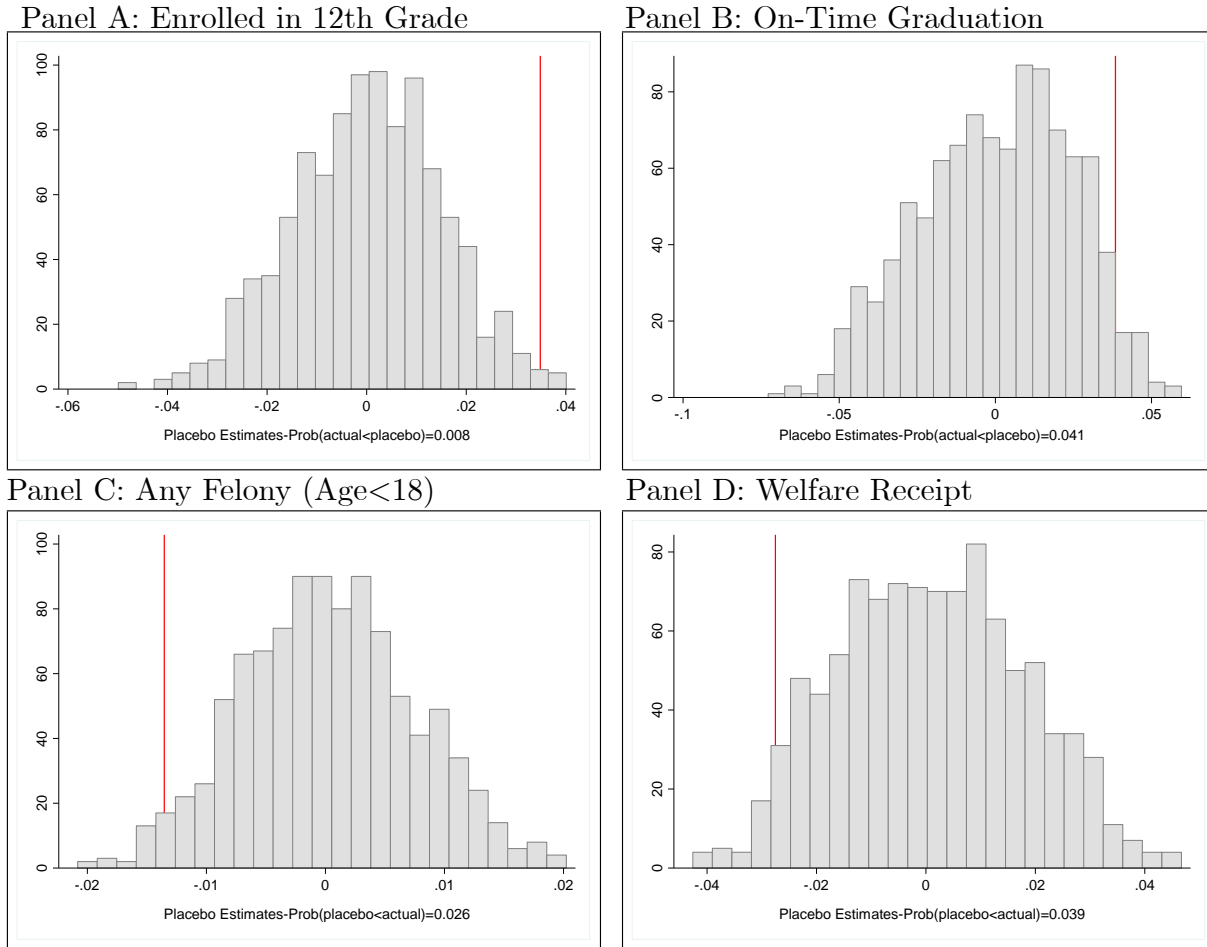 Panel A: Enrolled in 12th Grade
100
80
60
40
20
0
-.06 -.04 -.02 0 .02 .04
Placebo Estimates-Prob(actual<placebo)=0.008
Panel B: On-Time Graduation
80
60
40
20
0
-.1 -.05 0 .05
Placebo Estimates-Prob(actual<placebo)=0.041
Panel C: Any Felony (Age<18)
100
80
60
40
20
0
-.02 -.01 0 .01 .02
Placebo Estimates-Prob(placebo<actual)=0.026
Panel D: Welfare Receipt
80
60
40
20
0
-.04 -.02 0 .02 .04
Placebo Estimates-Prob(placebo<actual)=0.039